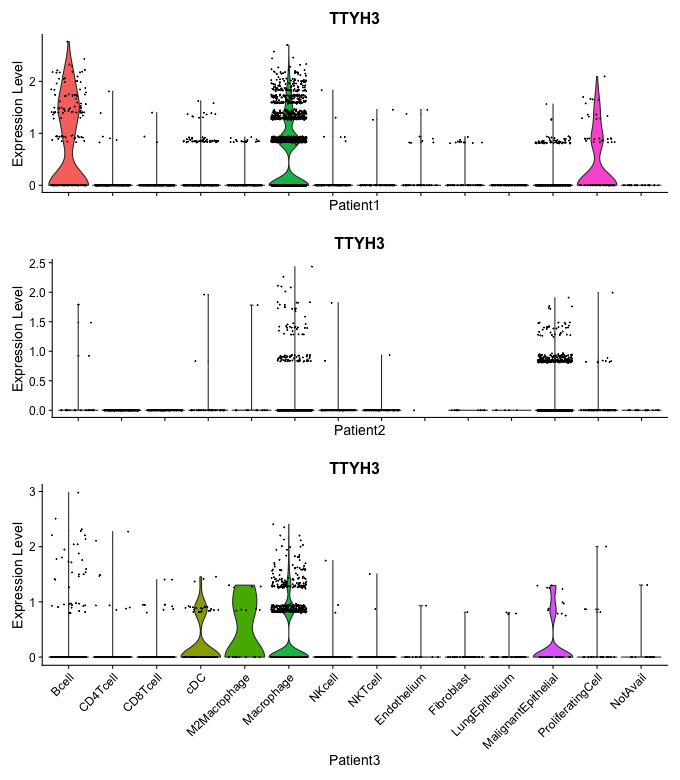 TTYH3
Expression Level
2
1
0
Patient1
TTYH3
Expression Level
2.5
2.0
1.5
1.0
0.5
0.0
Patient2
TTYH3
Expression Level
3
2
1
0
Bcell
CD4Tcell
CD8Tcell
cDC
M2Macrophage
Macrophage
NKcell
NKTcell
Endothelium
Fibroblast
LungEpithelium
MalignantEpithelial
ProliferatingCell
NotAvail
Patient3